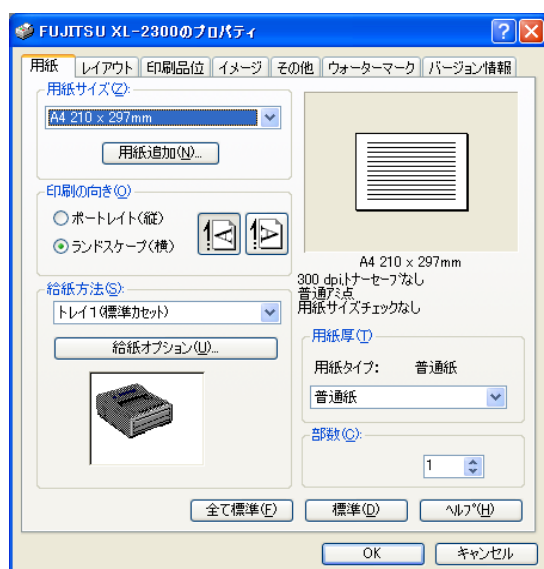 FUJITSU XL-2300のプロパティ
用紙 レイアウト 印刷品位 イメージ その他 ウォーターマーク バージョン情報
用紙サイズ(Z):
A4 210 x 297mm
用紙追加(N)...
印刷の向き(O)
ポートレイト(縦)
ランドスケープ(横)
A4 210 x 297mm
300 dpi,トナーセーブなし
普通アミ点
用紙サイズチェックなし
給紙方法(S):
トレイ1(標準カセット)
給紙オプション(U)...
用紙厚(T)
用紙タイプ: 普通紙
普通紙
部数(C):
1
全て標準(F) 標準(D) ヘルプ(H)
OK キャンセル